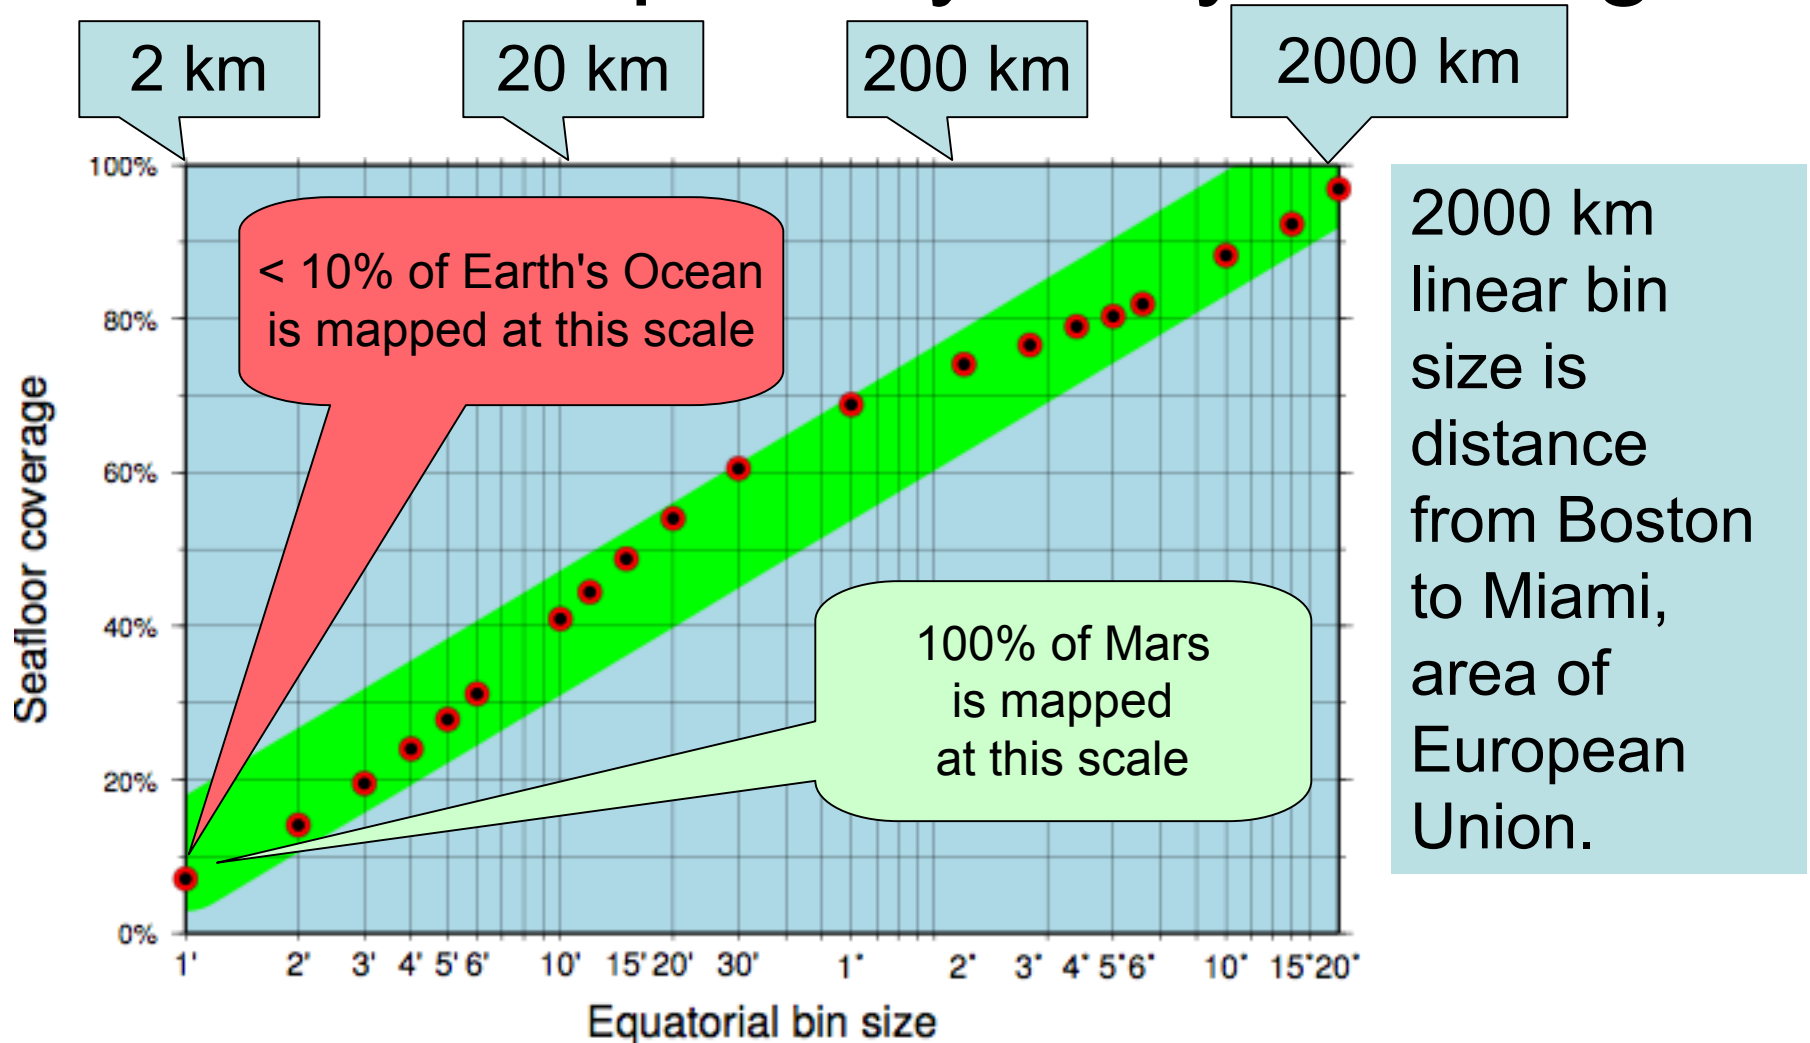 2 km
20 km
200 km
2000 km
100%
80%
60%
40%
20%
0%
Seafloor coverage
< 10% of Earth's Ocean
is mapped at this scale
100% of Mars
is mapped
at this scale
1' 2' 3' 4' 5' 6' 10' 15' 20' 30' 1° 2° 3° 4° 5° 6° 10° 15° 20°
Equatorial bin size
2000 km
linear bin
size is
distance
from Boston
to Miami,
area of
European
Union.